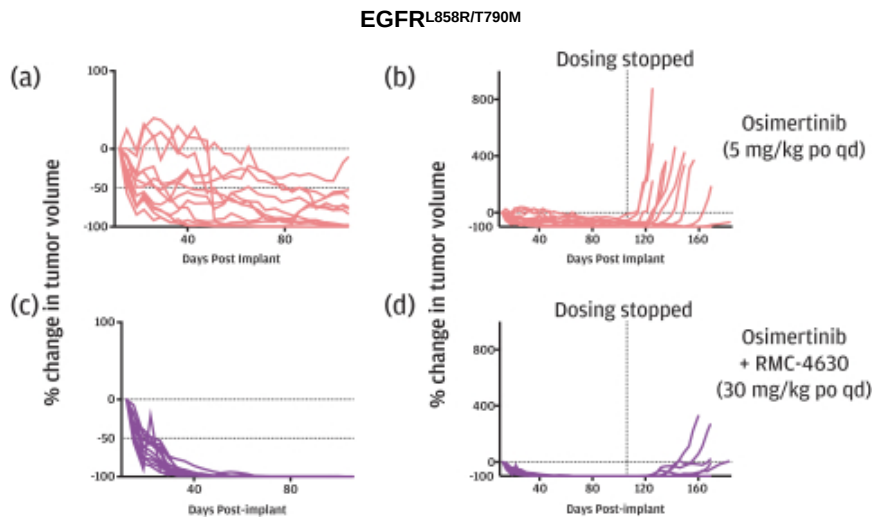 EGFRL858R/T790M
(a)
% change in tumor volume
100
0
-50
-100
40
80
Days Post Implant
(b)
Dosing stopped
% change in tumor volume
800
400
0
-100
40
80
120
160
Days Post Implant
Osimertinib
(5 mg/kg po qd)
(c)
100
0
-50
-100
40
80
Days Post-implant
(d)
Dosing stopped
800
400
0
-100
40
80
120
160
Days Post-implant
Osimertinib
+ RMC-4630
(30 mg/kg po qd)